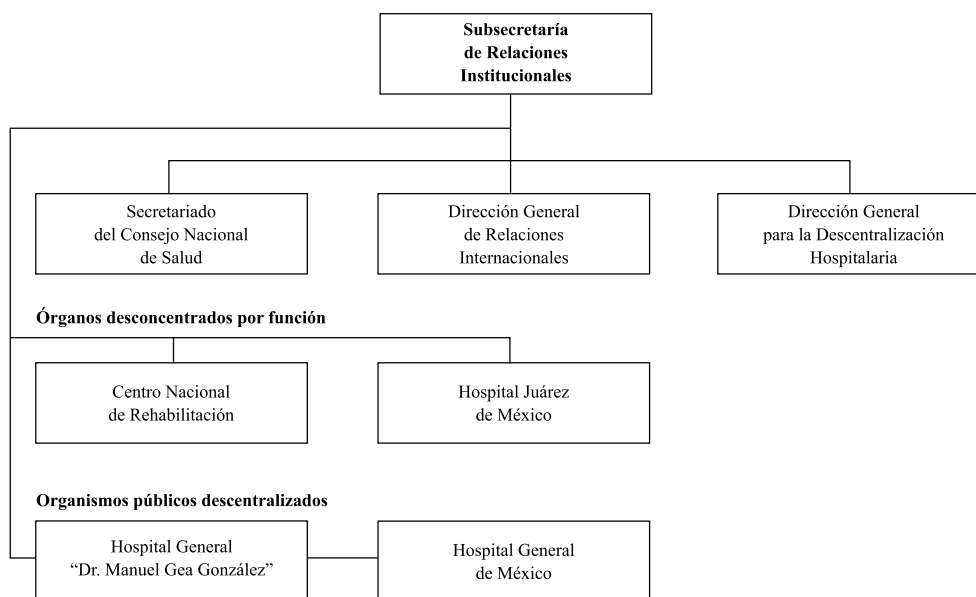 Subsecretaría
de Relaciones
Institucionales
Secretariado
del Consejo Nacional
de Salud
Dirección General
de Relaciones
Internacionales
Dirección General
para la Descentralización
Hospitalaria
Órganos desconcentrados por función
Centro Nacional
de Rehabilitación
Hospital Juárez
de México
Organismos públicos descentralizados
Hospital General
“Dr. Manuel Gea González”
Hospital General
de México